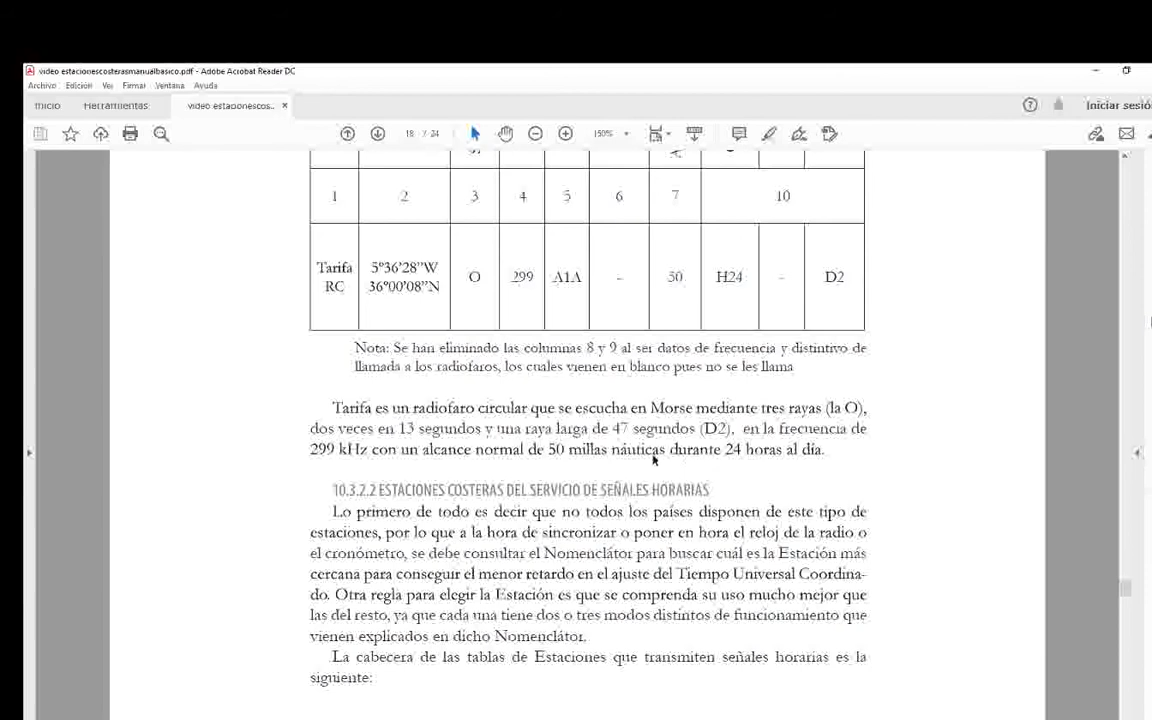 video estacionescosterasmanualbasico.pdf - Adobe Acrobat Reader DC
Archivo Edición Ver Firmar Ventana Ayuda
Inicio Herramientas video estacionescos... ×
Iniciar sesió
18 / 24 150%
1 2 3 4 5 6 7 10
Tarifa RC 5°36'28"W 36°00'08"N O 299 A1A - 50 H24 - D2
Nota: Se han eliminado las columnas 8 y 9 al ser datos de frecuencia y distintivo de
llamada a los radiofaros, los cuales vienen en blanco pues no se les llama
Tarifa es un radiofaro circular que se escucha en Morse mediante tres rayas (la O),
dos veces en 13 segundos y una raya larga de 47 segundos (D2), en la frecuencia de
299 kHz con un alcance normal de 50 millas náuticas durante 24 horas al día.
10.3.2.2 ESTACIONES COSTERAS DEL SERVICIO DE SEÑALES HORARIAS
Lo primero de todo es decir que no todos los países disponen de este tipo de
estaciones, por lo que a la hora de sincronizar o poner en hora el reloj de la radio o
el cronómetro, se debe consultar el Nomenclátor para buscar cuál es la Estación más
cercana para conseguir el menor retardo en el ajuste del Tiempo Universal Coordina-
do. Otra regla para elegir la Estación es que se comprenda su uso mucho mejor que
las del resto, ya que cada una tiene dos o tres modos distintos de funcionamiento que
vienen explicados en dicho Nomenclátor.
La cabecera de las tablas de Estaciones que transmiten señales horarias es la
siguiente: